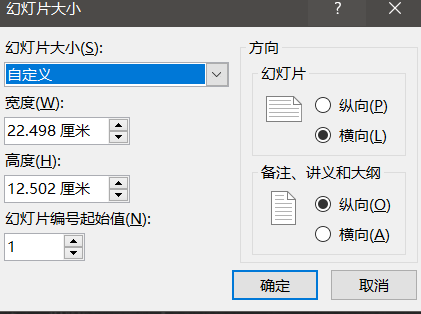 幻灯片大小
?
幻灯片大小(S):
自定义
宽度(W):
22.498 厘米
高度(H):
12.502 厘米
幻灯片编号起始值(N):
1
方向
幻灯片
纵向(P)
横向(L)
备注、讲义和大纲
纵向(O)
横向(A)
确定
取消